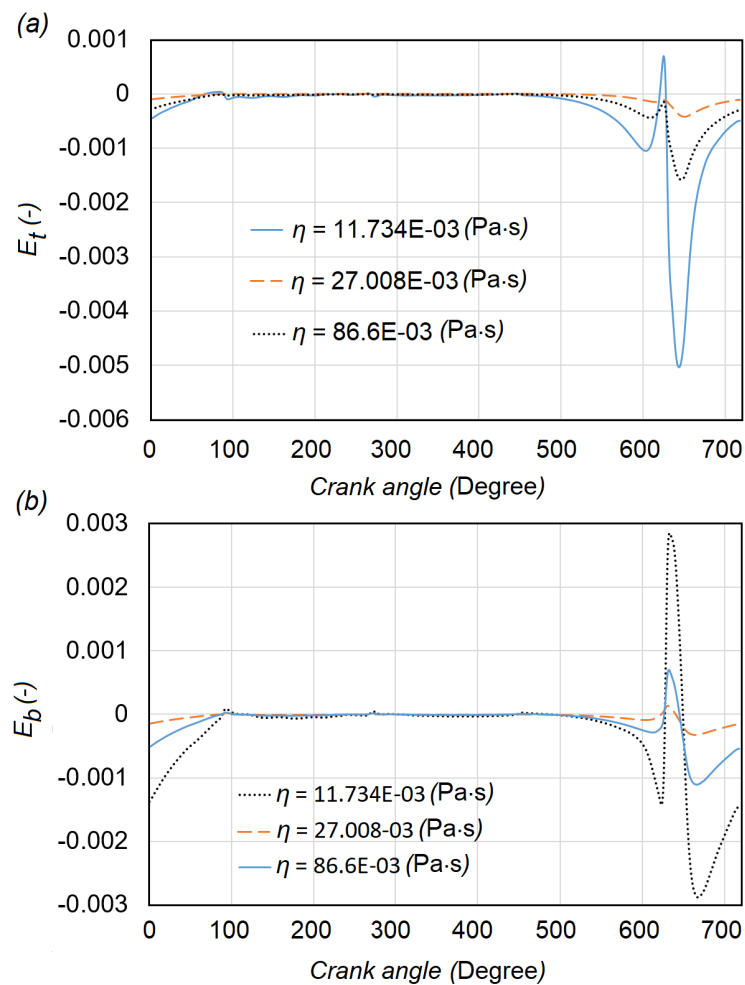 (a)
0.001
0
-0.001
-0.002
-0.003
-0.004
-0.005
-0.006
E_t (-)
η = 11.734E-03 (Pa·s)
η = 27.008E-03 (Pa·s)
η = 86.6E-03 (Pa·s)
0 100 200 300 400 500 600 700
Crank angle (Degree)
(b)
0.003
0.002
0.001
0
-0.001
-0.002
-0.003
E_b (-)
η = 11.734E-03 (Pa·s)
η = 27.008-03 (Pa·s)
η = 86.6E-03 (Pa·s)
0 100 200 300 400 500 600 700
Crank angle (Degree)